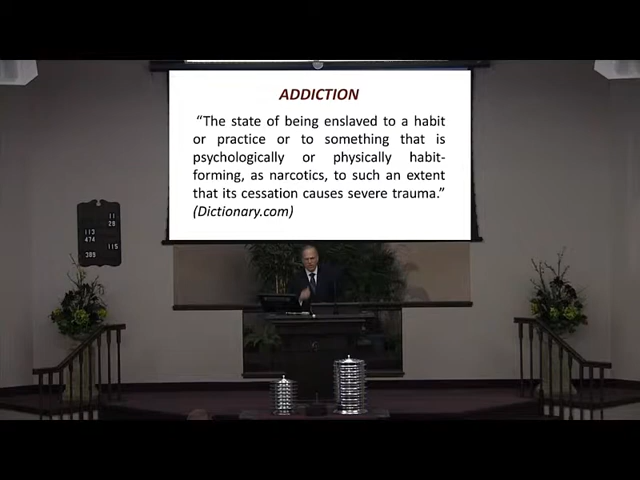 ADDICTION
“The state of being enslaved to a habit
or practice or to something that is
psychologically or physically habit-
forming, as narcotics, to such an extent
that its cessation causes severe trauma.”
(Dictionary.com)
11
28
113
474
115
389